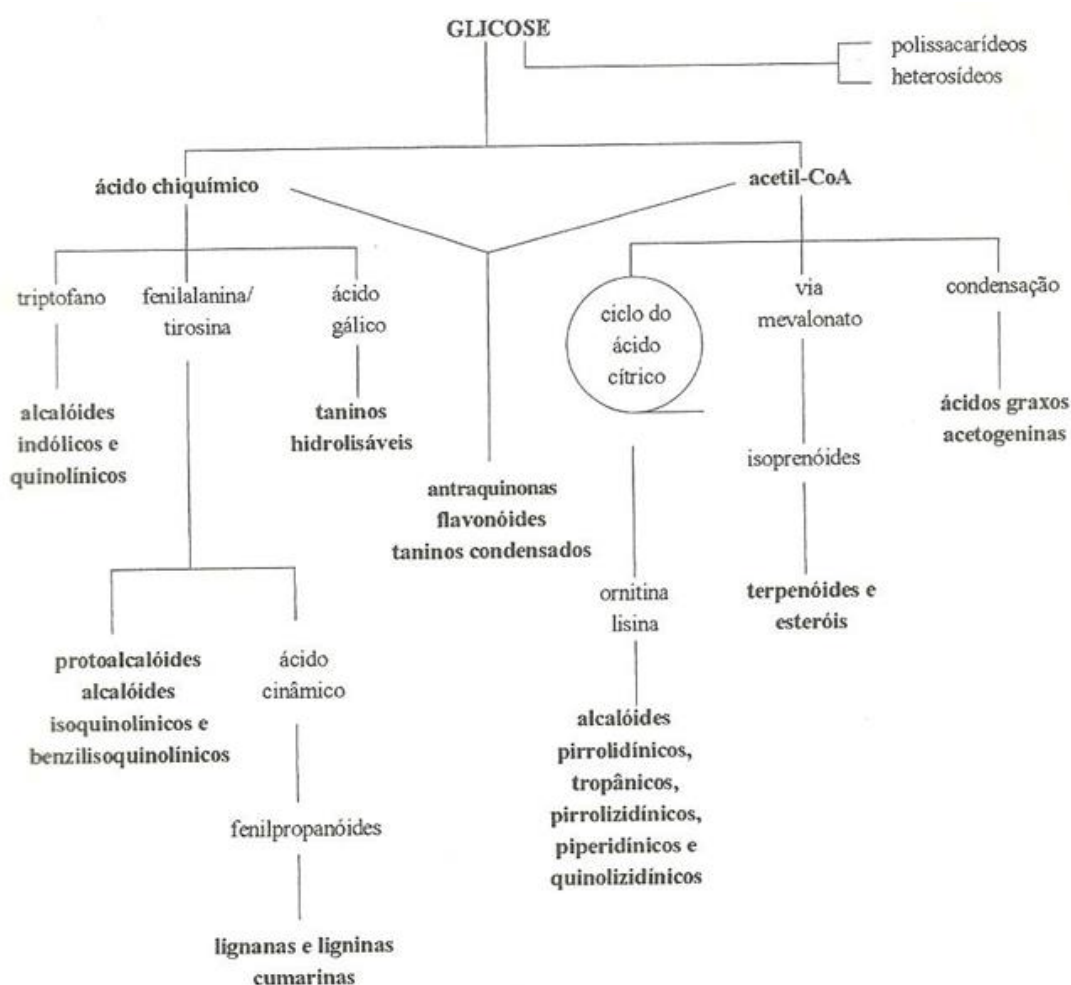 GLICOSE
polissacarídeos
heterosídeos
ácido chiquímico
acetil-CoA
triptofano
fenilalanina/
tirosina
ácido
gálico
ciclo do
ácido
cítrico
via
mevalonato
condensação
alcalóides
indólicos e
quinolínicos
taninos
hidrolisáveis
antraquinonas
flavonóides
taninos condensados
isoprenóides
ácidos graxos
acetogeninas
ornitina
lisina
terpenóides e
esteróis
protoalcalóides
alcalóides
isoquinolínicos e
benzilisoquinolínicos
ácido
cinâmico
alcalóides
pirrolidínicos,
tropânicos,
pirrolizidínicos,
piperidínicos e
quinolizidínicos
fenilpropanóides
lignanas e ligninas
cumarinas